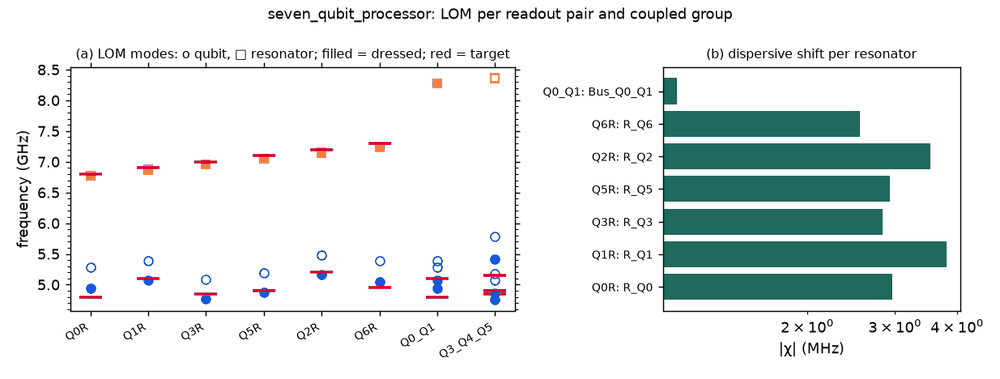 seven_qubit_processor: LOM per readout pair and coupled group
(a) LOM modes: o qubit, □ resonator; filled = dressed; red = target
frequency (GHz)
8.5
8.0
7.5
7.0
6.5
6.0
5.5
5.0
Q0R
Q1R
Q3R
Q5R
Q2R
Q6R
Q0_Q1
Q3_Q4_Q5
(b) dispersive shift per resonator
Q0_Q1: Bus_Q0_Q1
Q6R: R_Q6
Q2R: R_Q2
Q5R: R_Q5
Q3R: R_Q3
Q1R: R_Q1
Q0R: R_Q0
2 × 10⁰
3 × 10⁰
4 × 10⁰
|χ| (MHz)